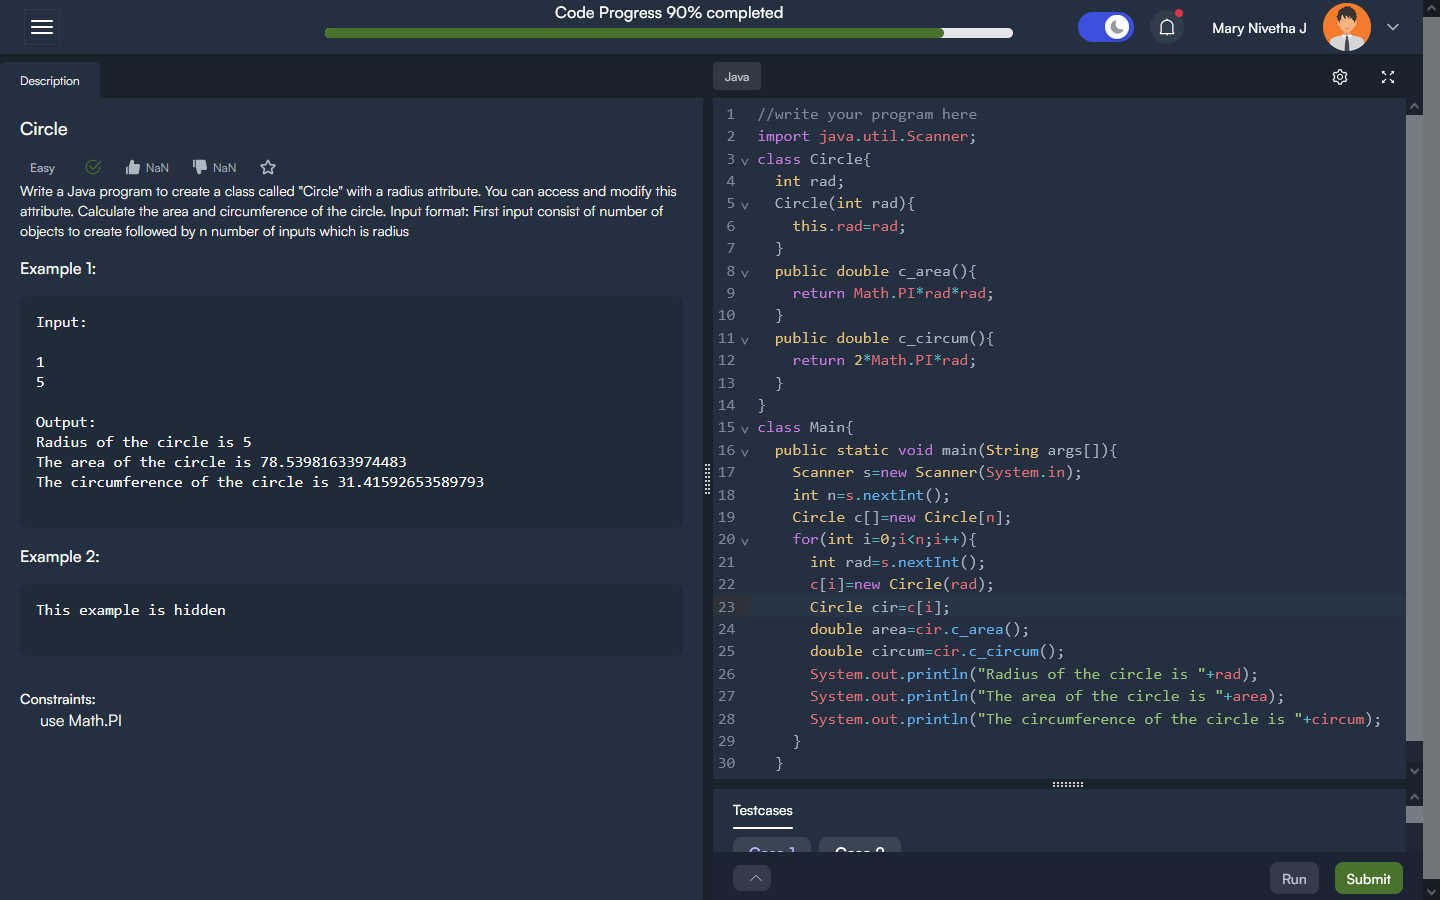 Code Progress 90% completed
Mary Nivetha J
Description
Circle
Easy NaN NaN
Write a Java program to create a class called "Circle" with a radius attribute. You can access and modify this
attribute. Calculate the area and circumference of the circle. Input format: First input consist of number of
objects to create followed by n number of inputs which is radius
Example 1:
Input:
1
5
Output:
Radius of the circle is 5
The area of the circle is 78.53981633974483
The circumference of the circle is 31.41592653589793
Example 2:
This example is hidden
Constraints:
use Math.PI
Java
1 //write your program here
2 import java.util.Scanner;
3 class Circle{
4 int rad;
5 Circle(int rad){
6 this.rad=rad;
7 }
8 public double c_area(){
9 return Math.PI*rad*rad;
10 }
11 public double c_circum(){
12 return 2*Math.PI*rad;
13 }
14 }
15 class Main{
16 public static void main(String args[]){
17 Scanner s=new Scanner(System.in);
18 int n=s.nextInt();
19 Circle c[]=new Circle[n];
20 for(int i=0;i<n;i++){
21 int rad=s.nextInt();
22 c[i]=new Circle(rad);
23 Circle cir=c[i];
24 double area=cir.c_area();
25 double circum=cir.c_circum();
26 System.out.println("Radius of the circle is "+rad);
27 System.out.println("The area of the circle is "+area);
28 System.out.println("The circumference of the circle is "+circum);
29 }
30 }
Testcases
Case 1 Case 2
Run Submit